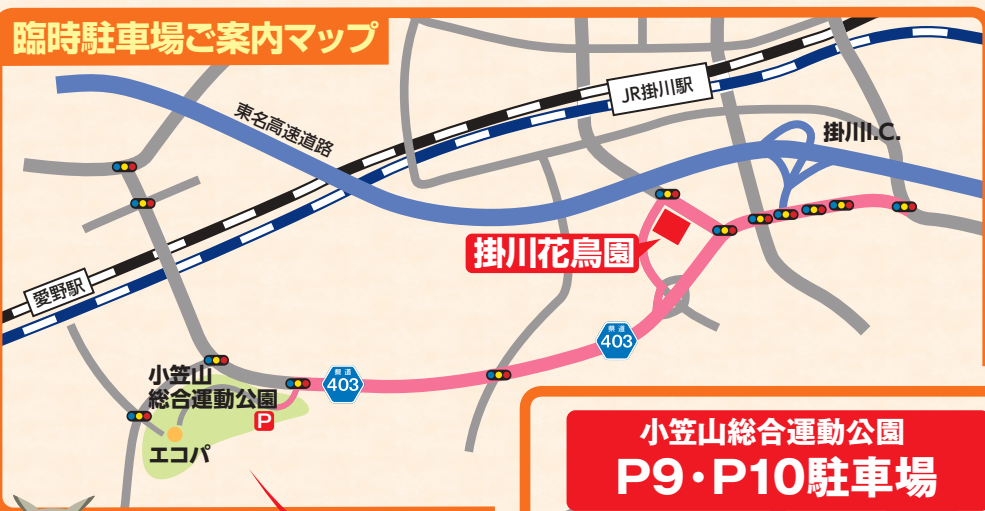 臨時駐車場ご案内マップ
JR掛川駅
東名高速道路
掛川I.C.
掛川花鳥園
愛野駅
県道
403
小笠山
総合運動公園
県道
403
P
エコパ
小笠山総合運動公園
P9・P10駐車場